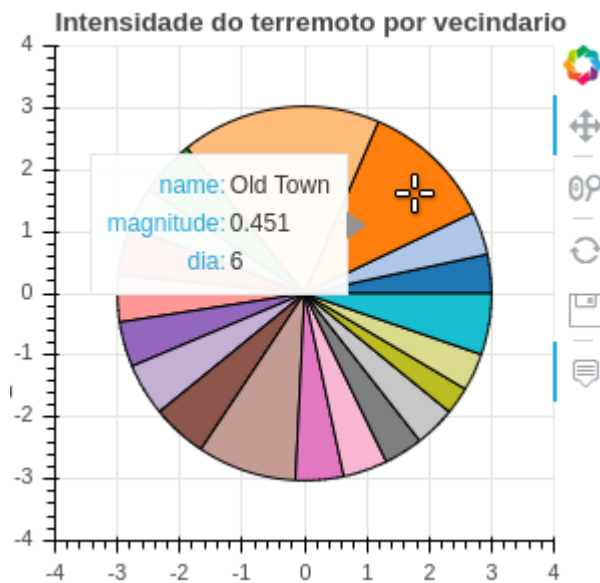 Intensidade do terremoto por vecindario
4
3
2
1
0
-1
-2
-3
-4
name: Old Town
magnitude: 0.451
dia: 6
-4 -3 -2 -1 0 1 2 3 4